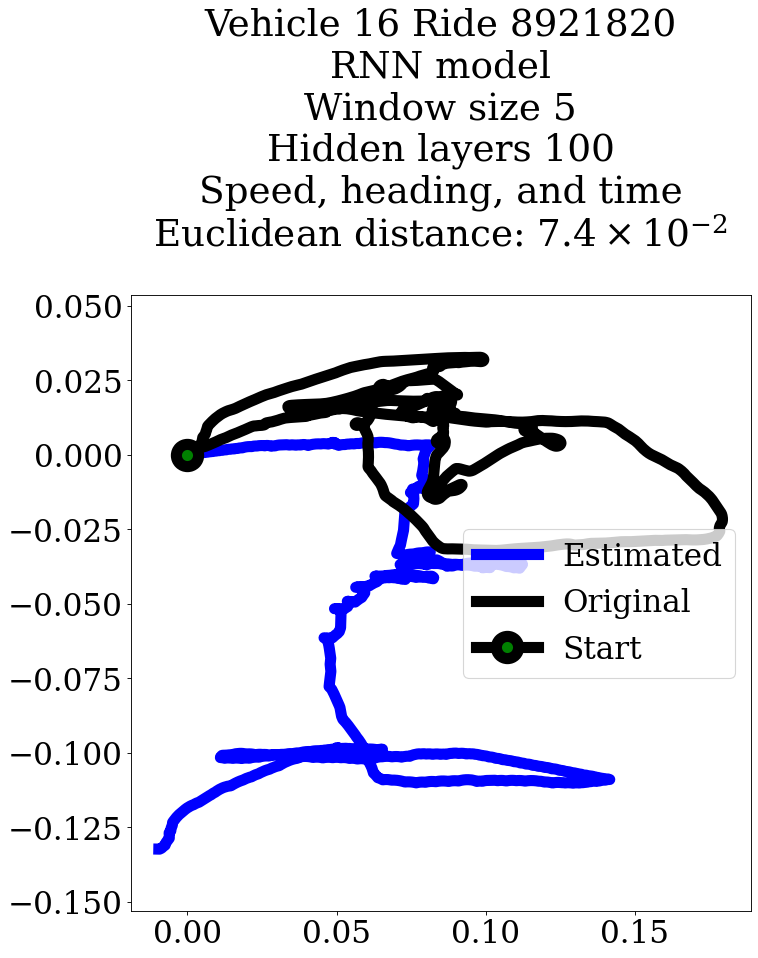 Vehicle 16 Ride 8921820
RNN model
Window size 5
Hidden layers 100
Speed, heading, and time
Euclidean distance: 7.4 × 10⁻²
0.050
0.025
0.000
−0.025
−0.050
−0.075
−0.100
−0.125
−0.150
Estimated
Original
Start
0.00 0.05 0.10 0.15